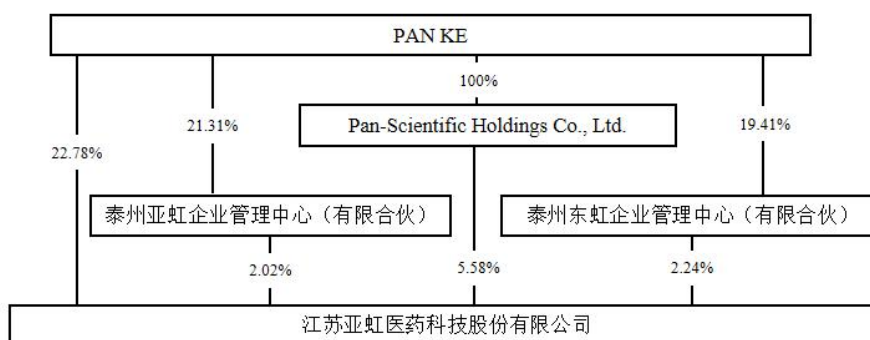 PAN KE
100%
21.31%
Pan-Scientific Holdings Co., Ltd.
19.41%
22.78%
泰州亚虹企业管理中心（有限合伙）
泰州东虹企业管理中心（有限合伙）
2.02%
5.58%
2.24%
江苏亚虹医药科技股份有限公司